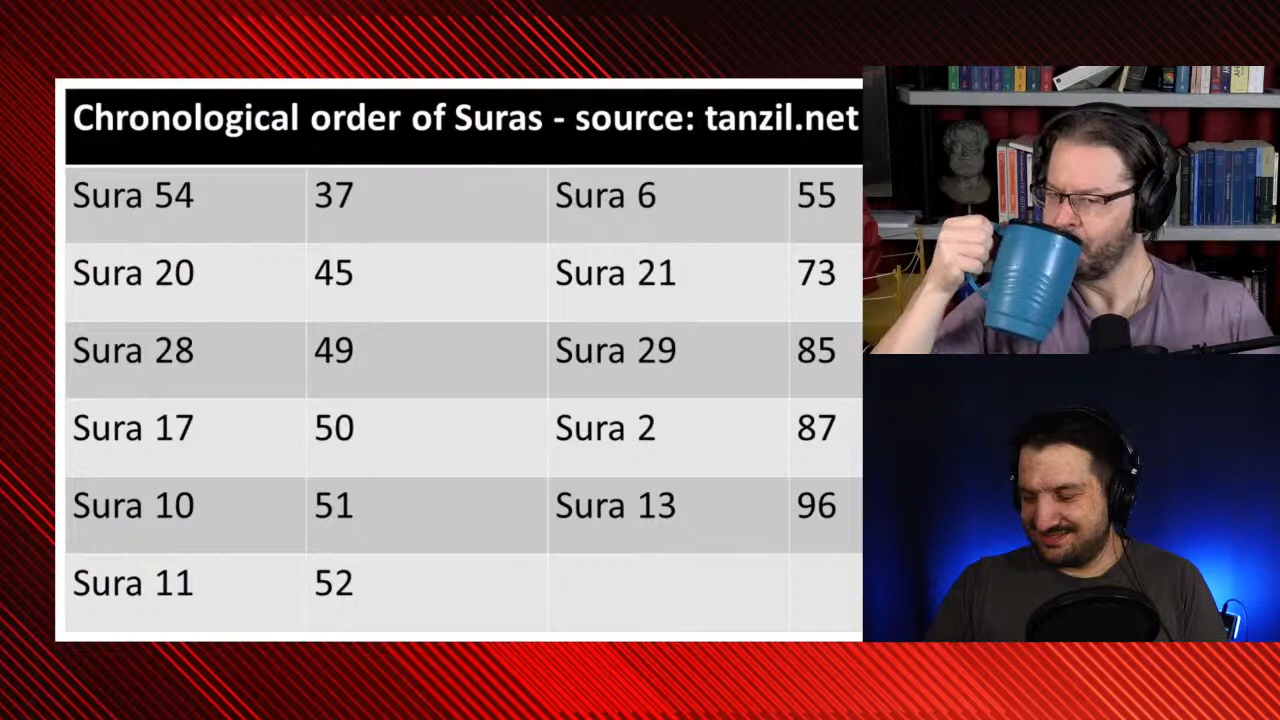 Chronological order of Suras - source: tanzil.net
Sura 54 37 Sura 6 55
Sura 20 45 Sura 21 73
Sura 28 49 Sura 29 85
Sura 17 50 Sura 2 87
Sura 10 51 Sura 13 96
Sura 11 52